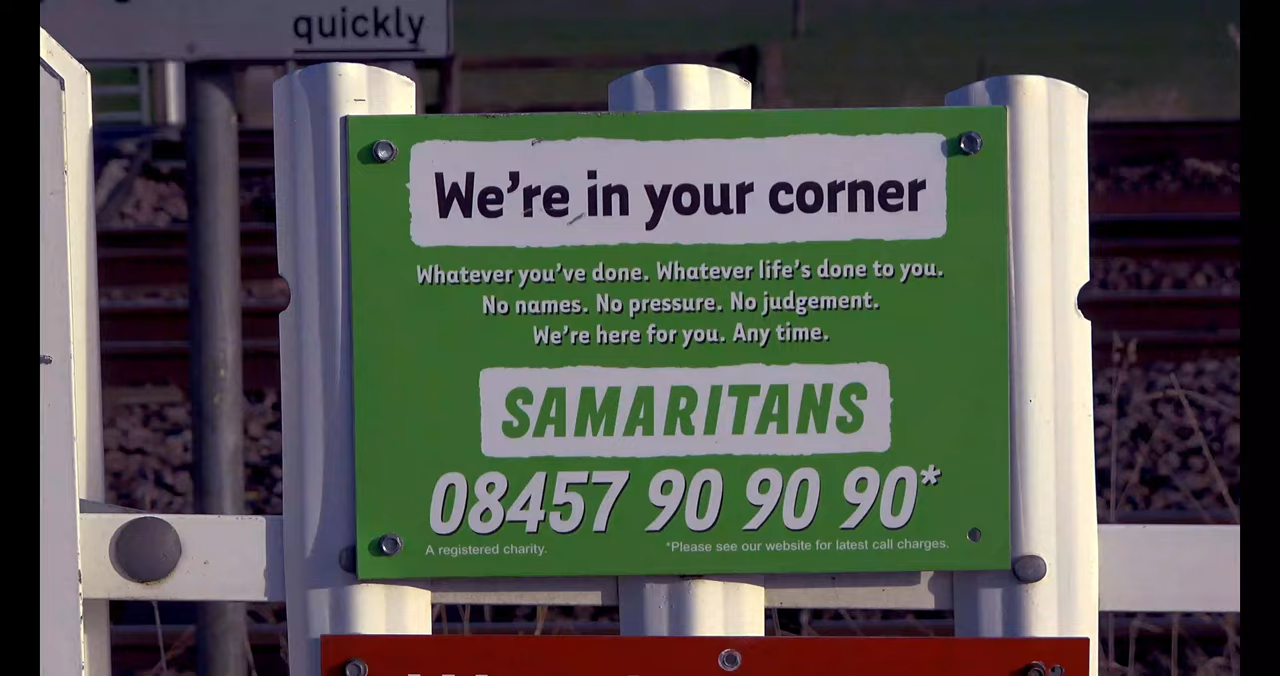 quickly
We're in your corner
Whatever you've done. Whatever life's done to you.
No names. No pressure. No judgement.
We're here for you. Any time.
SAMARITANS
08457 90 90 90*
A registered charity.
*Please see our website for latest call charges.